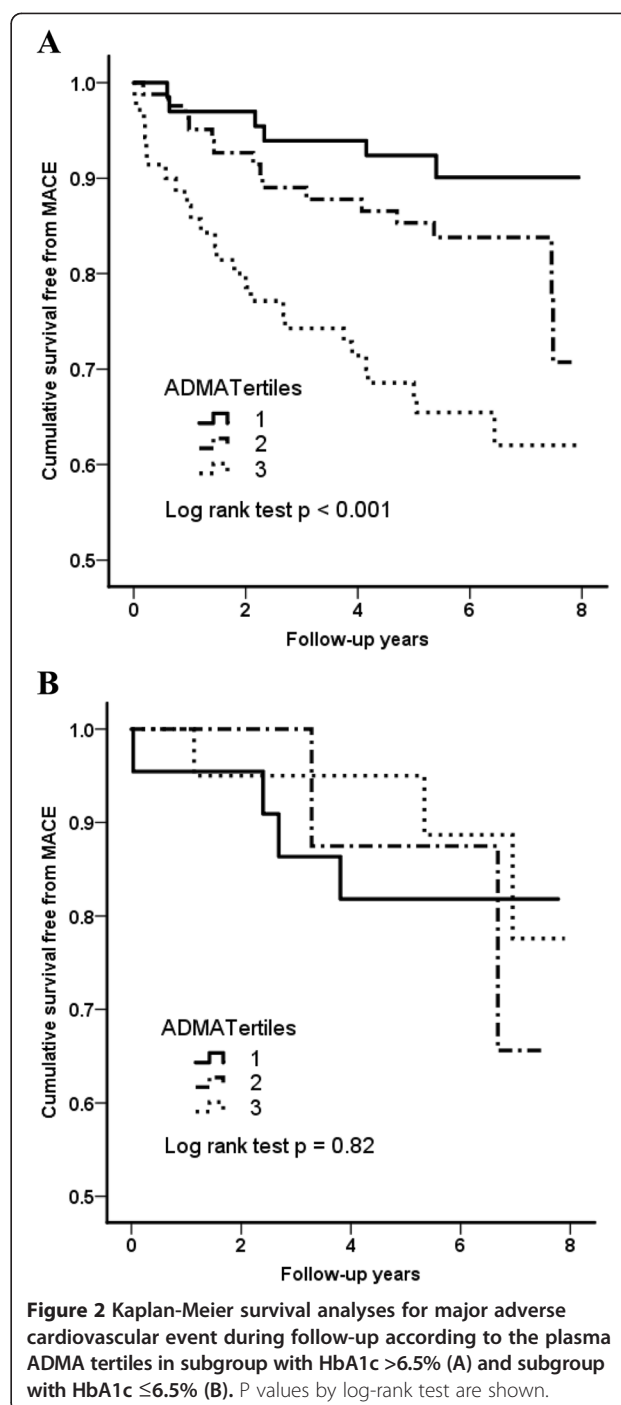 A
Cumulative survival free from MACE
1.0
0.9
0.8
0.7
0.6
0.5
ADMATertiles
1
2
3
Log rank test p < 0.001
0 2 4 6 8
Follow-up years
B
Cumulative survival free from MACE
1.0
0.9
0.8
0.7
0.6
0.5
ADMATertiles
1
2
3
Log rank test p = 0.82
0 2 4 6 8
Follow-up years
Figure 2 Kaplan-Meier survival analyses for major adverse
cardiovascular event during follow-up according to the plasma
ADMA tertiles in subgroup with HbA1c >6.5% (A) and subgroup
with HbA1c ≤6.5% (B). P values by log-rank test are shown.